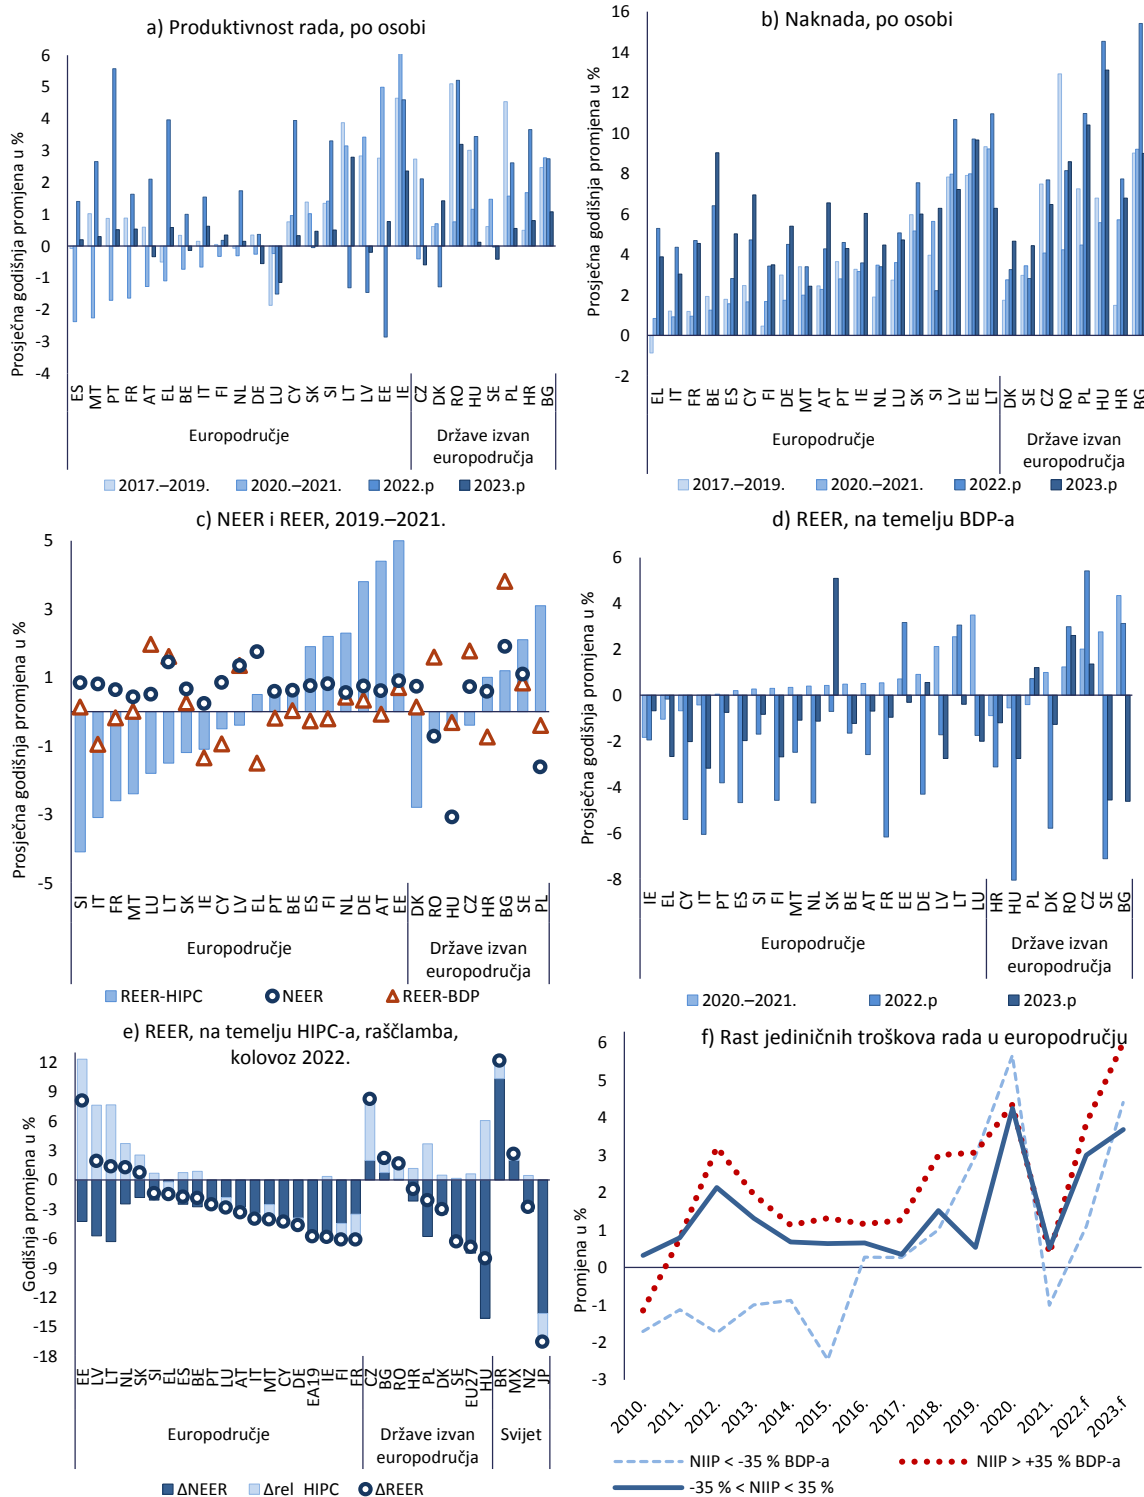 a) Produktivnost rada, po osobi
Prosječna godišnja promjena u %
6
5
4
3
2
1
0
-1
-2
-3
-4
ES MT PT FR AT EL BE IT FI NL DE LU CY SK SI LT LV EE IE CZ DK RO HU SE PL HR BG
Europodručje
Države izvan
europodručja
2017.–2019. 2020.–2021. 2022.p 2023.p
b) Naknada, po osobi
Prosječna godišnja promjena u %
16
14
12
10
8
6
4
2
0
-2
EL IT FR BE ES CY FI DE MT AT PT IE NL LU SK SI LV EE LT DK SE CZ RO PL HU HR BG
Europodručje
Države izvan
europodručja
2017.–2019. 2020.–2021. 2022.p 2023.p
c) NEER i REER, 2019.–2021.
Prosječna godišnja promjena u %
5
3
1
-1
-3
-5
SI IT FR MT LU LT SK IE CY LV EL PT BE ES FI NL DE AT EE DK RO HU CZ HR BG SE PL
Europodručje
Države izvan
europodručja
REER-HIPC NEER REER-BDP
d) REER, na temelju BDP-a
Prosječna godišnja promjena u %
6
4
2
0
-2
-4
-6
-8
IE EL CY IT PT ES SI FI MT NL SK BE AT FR EE DE LV LT LU HR HU PL DK RO CZ SE BG
Europodručje
Države izvan
europodručja
2020.–2021. 2022.p 2023.p
e) REER, na temelju HIPC-a, raščlamba,
kolovoz 2022.
Godišnja promjena u %
12
9
6
3
0
-3
-6
-9
-12
-15
-18
EE LV LT NL SK SI EL ES BE PT LU AT IT MT CY DE EA19 IE FI FR CZ BG RO HR PL DK SE EU27 HU BR MX NZ JP
Europodručje
Države izvan
europodručja
Svijet
ΔNEER Δrel_HIPC ΔREER
f) Rast jediničnih troškova rada u europodručju
Promjena u %
6
5
4
3
2
1
0
-1
-2
-3
2010. 2011. 2012. 2013. 2014. 2015. 2016. 2017. 2018. 2019. 2020. 2021. 2022.f 2023.f
NIIP < -35 % BDP-a NIIP > +35 % BDP-a
-35 % < NIIP < 35 %